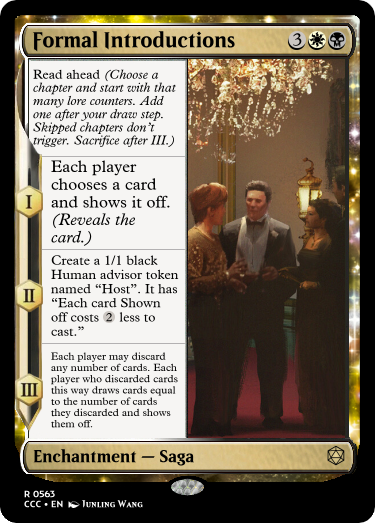 Formal Introductions 3
Read ahead (Choose a
chapter and start with that
many lore counters. Add
one after your draw step.
Skipped chapters don't
trigger. Sacrifice after III.)
I
Each player
chooses a card
and shows it off.
(Reveals the
card.)
II
Create a 1/1 black
Human advisor token
named "Host". It has
"Each card Shown
off costs 2 less to
cast."
III
Each player may discard
any number of cards. Each
player who discarded cards
this way draws cards equal
to the number of cards
they discarded and shows
them off.
Enchantment — Saga
R 0563
CCC • EN Junling Wang